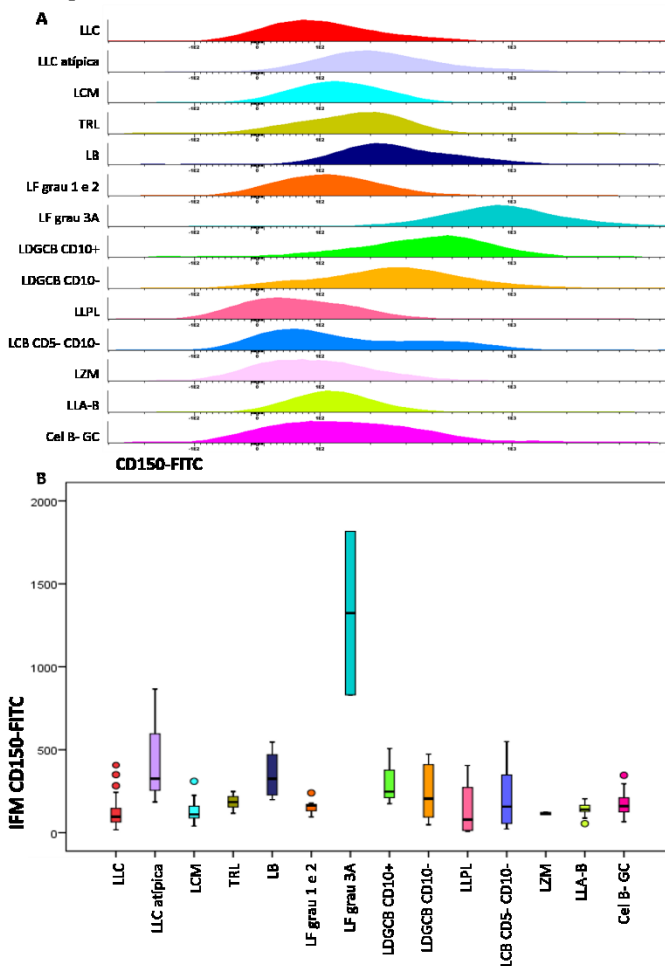 A
LLC
LLC atípica
LCM
TRL
LB
LF grau 1 e 2
LF grau 3A
LDGCB CD10+
LDGCB CD10-
LLPL
LCB CD5- CD10-
LZM
LLA-B
Cel B- GC
CD150-FITC
B
2000
1500
1000
500
0
IFM CD150-FITC
LLC
LLC atípica
LCM
TRL
LB
LF grau 1 e 2
LF grau 3A
LDGCB CD10+
LDGCB CD10-
LLPL
LCB CD5- CD10-
LZM
LLA-B
Cel B- GC